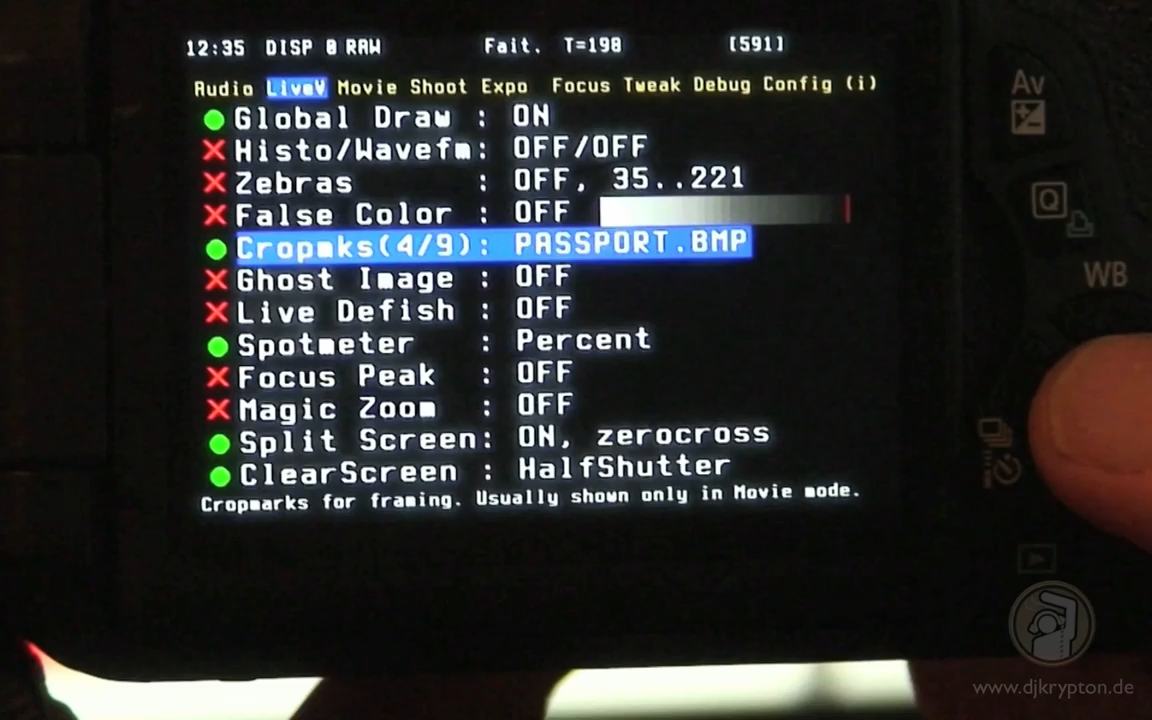 12:35 DISP 0 RAW Fait. T=198 [591]
Audio LiveV Movie Shoot Expo Focus Tweak Debug Config (i)
Global Draw : ON
Histo/Wavefm: OFF/OFF
Zebras : OFF, 35..221
False Color : OFF
Cropmks(4/9): PASSPORT.BMP
Ghost Image : OFF
Live Defish : OFF
Spotmeter : Percent
Focus Peak : OFF
Magic Zoom : OFF
Split Screen: ON, zerocross
ClearScreen : HalfShutter
Cropmarks for framing. Usually shown only in Movie mode.
Av
Q
WB
www.djkrypton.de